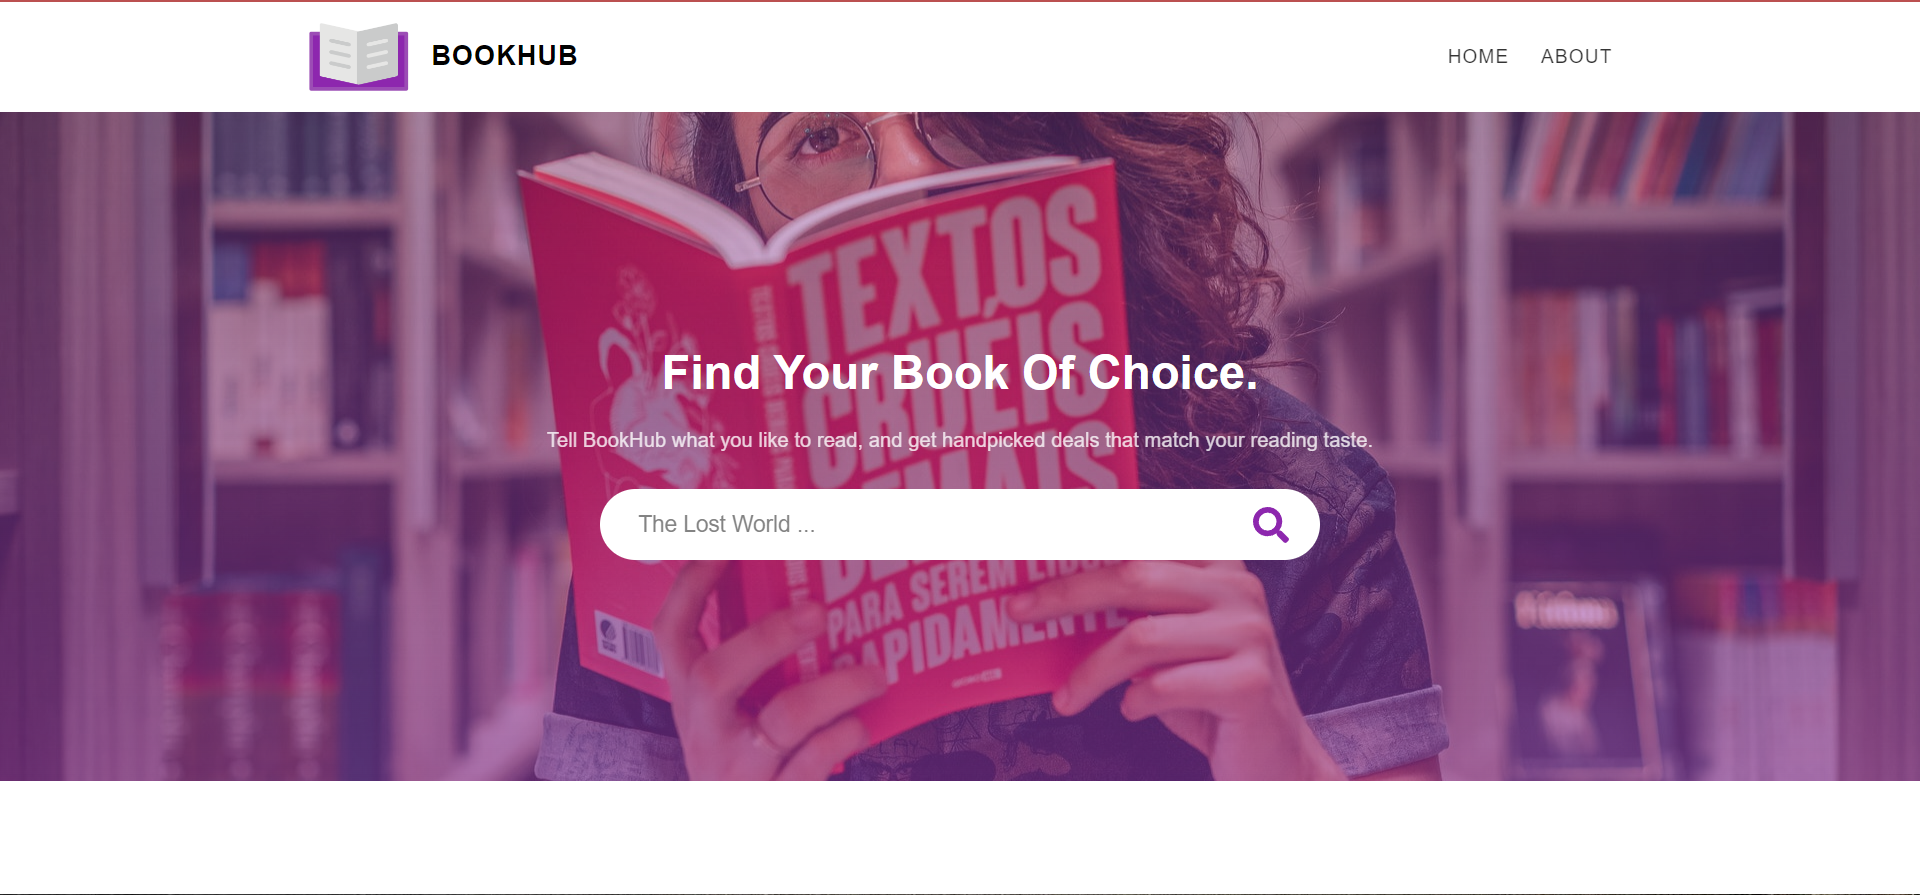 BOOKHUB
HOME ABOUT
TEXTOS
CRUÉIS
DEMAIS
PARA SEREM LIDOS
RAPIDAMENTE
Find Your Book Of Choice.
Tell BookHub what you like to read, and get handpicked deals that match your reading taste.
The Lost World ...